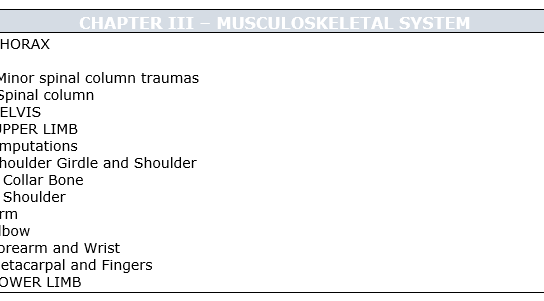 CHAPTER III – MUSCULOSKELETAL SYSTEM
HORAX
Minor spinal column traumas
Spinal column
ELVIS
UPPER LIMB
mputations
houlder Girdle and Shoulder
Collar Bone
Shoulder
rm
lbow
orearm and Wrist
etacarpal and Fingers
OWER LIMB